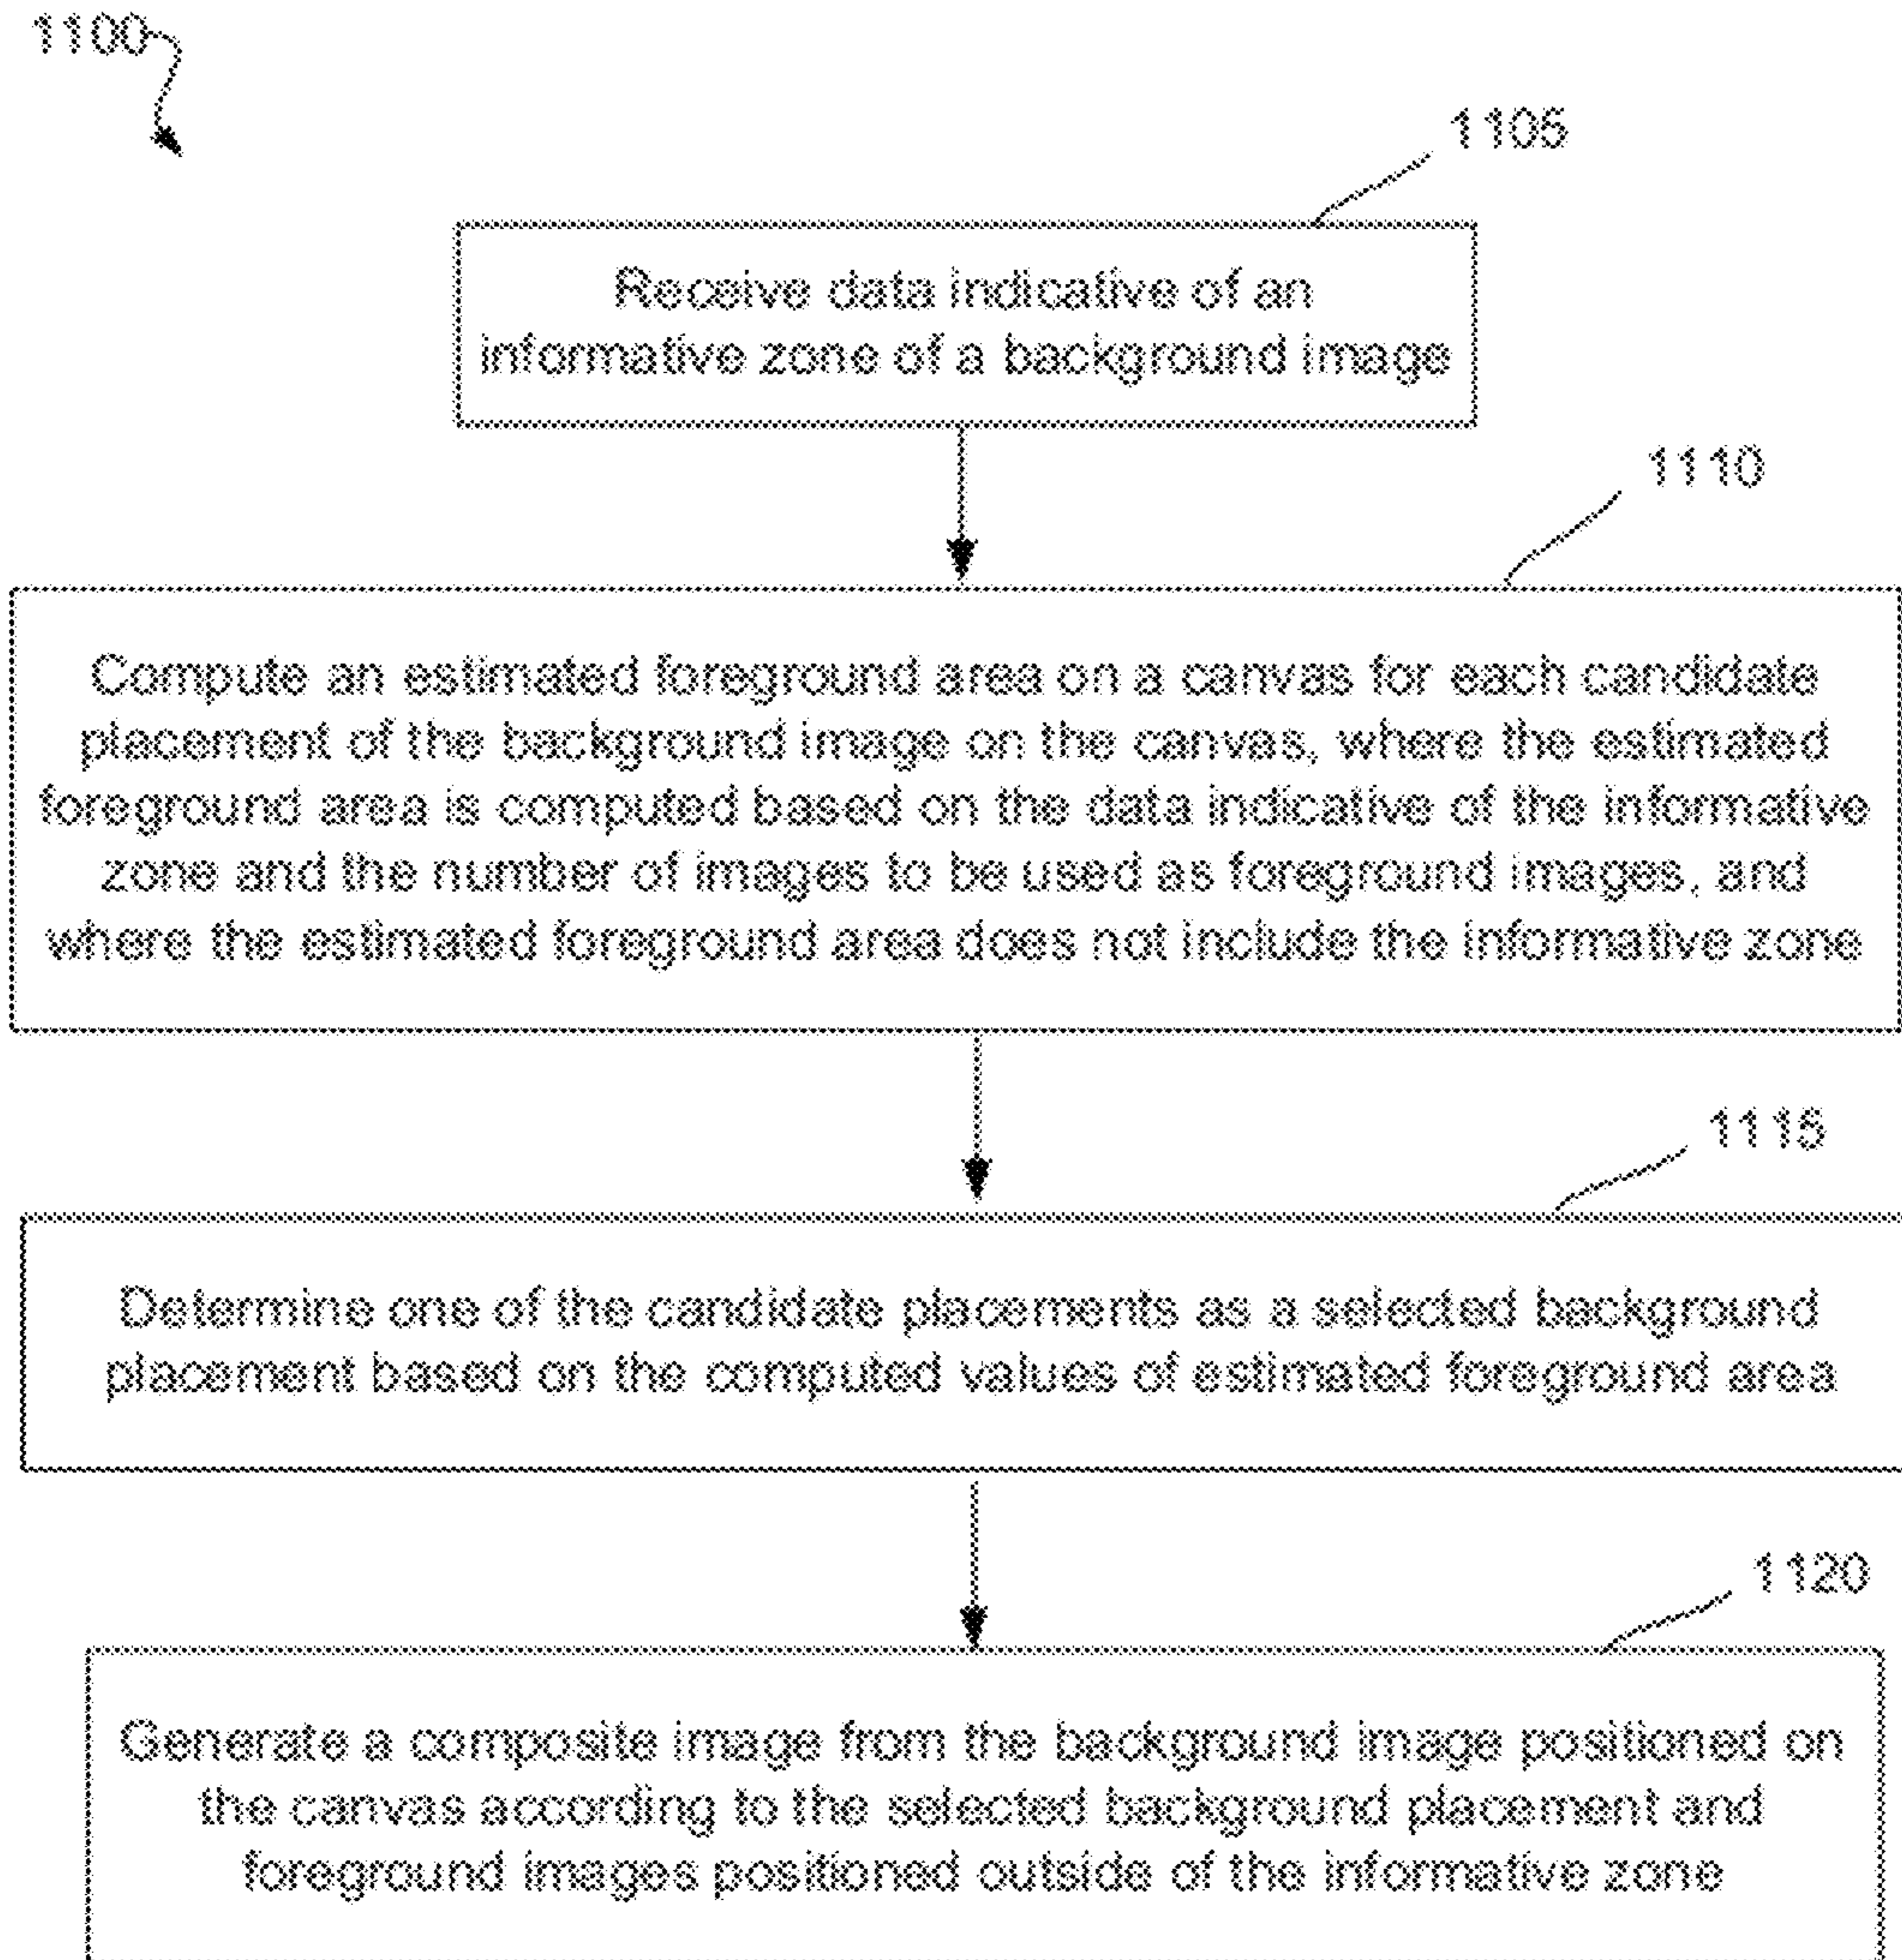 1100
1105
Receive data indicative of an
informative zone of a background image
1110
Compute an estimated foreground area on a canvas for each candidate
placement of the background image on the canvas, where the estimated
foreground area is computed based on the data indicative of the informative
zone and the number of images to be used as foreground images, and
where the estimated foreground area does not include the informative zone
1115
Determine one of the candidate placements as a selected background
placement based on the computed values of estimated foreground area
1120
Generate a composite image from the background image positioned on
the canvas according to the selected background placement and
foreground images positioned outside of the informative zone